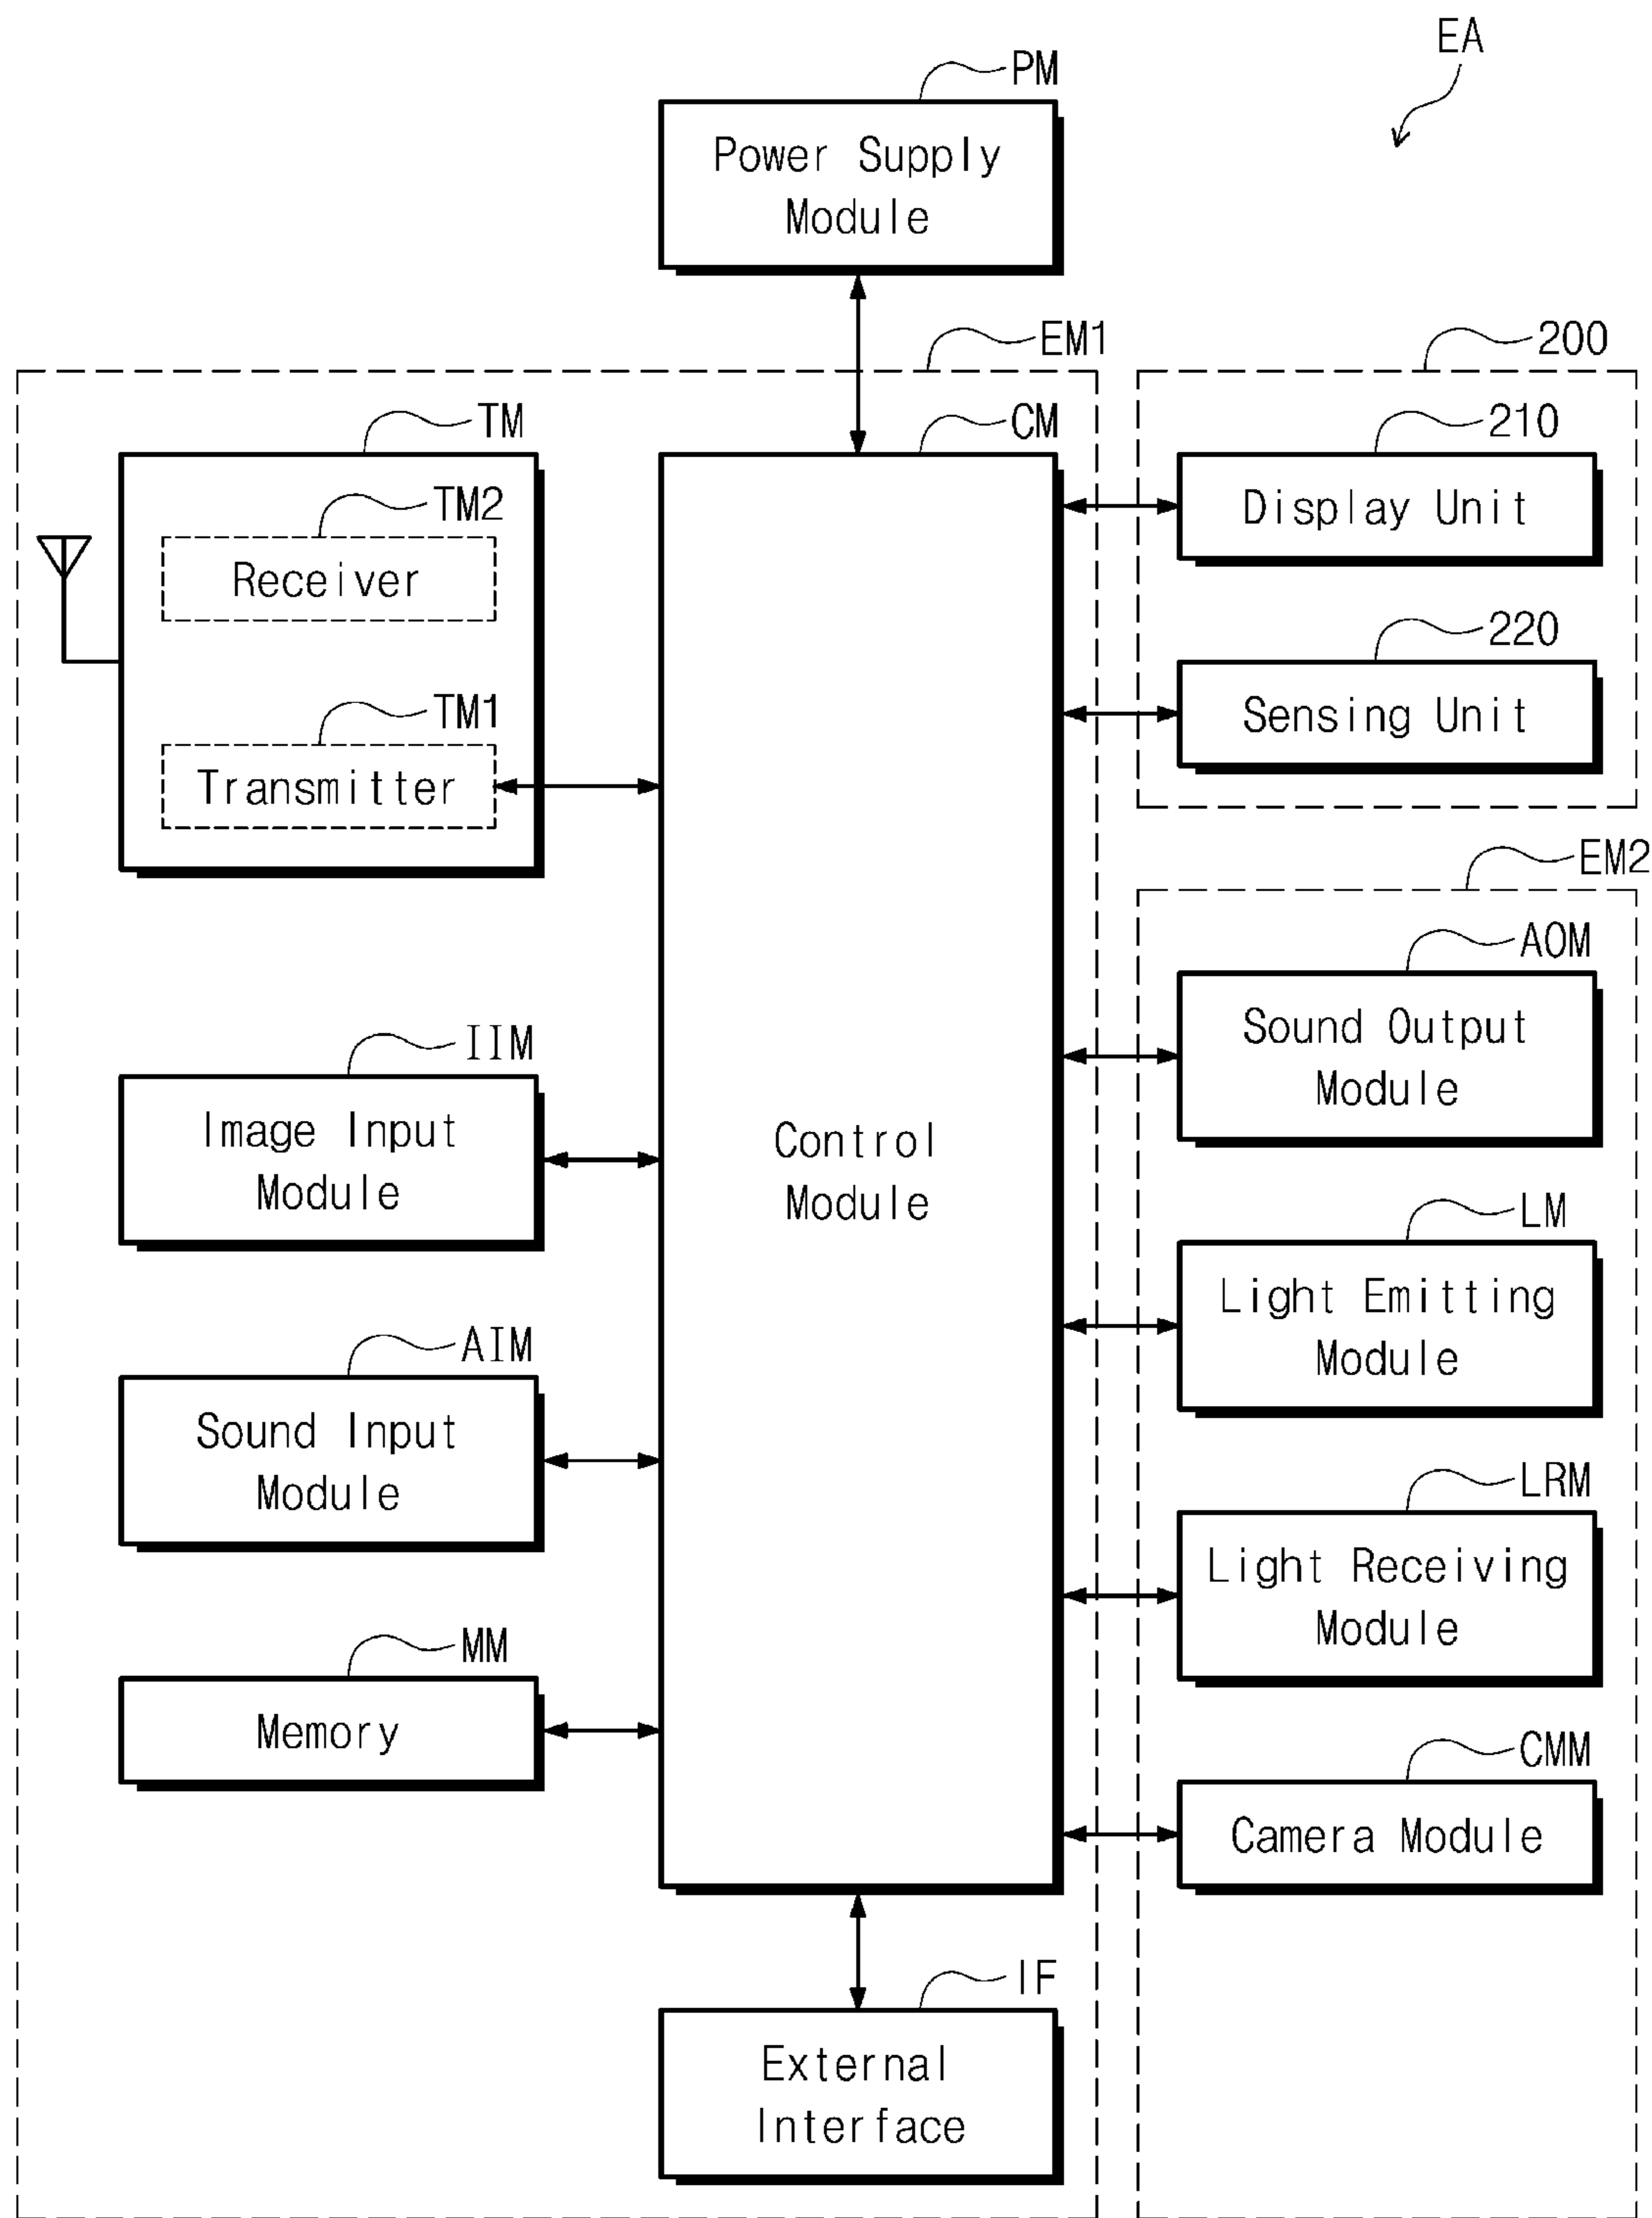 EA
PM
Power Supply
Module
EM1
200
TM
CM
210
TM2
Display Unit
Receiver
220
TM1
Sensing Unit
Transmitter
EM2
AOM
Sound Output
Module
IIM
Image Input
Module
Control
Module
LM
Light Emitting
Module
AIM
Sound Input
Module
LRM
Light Receiving
Module
MM
Memory
CMM
Camera Module
IF
External
Interface